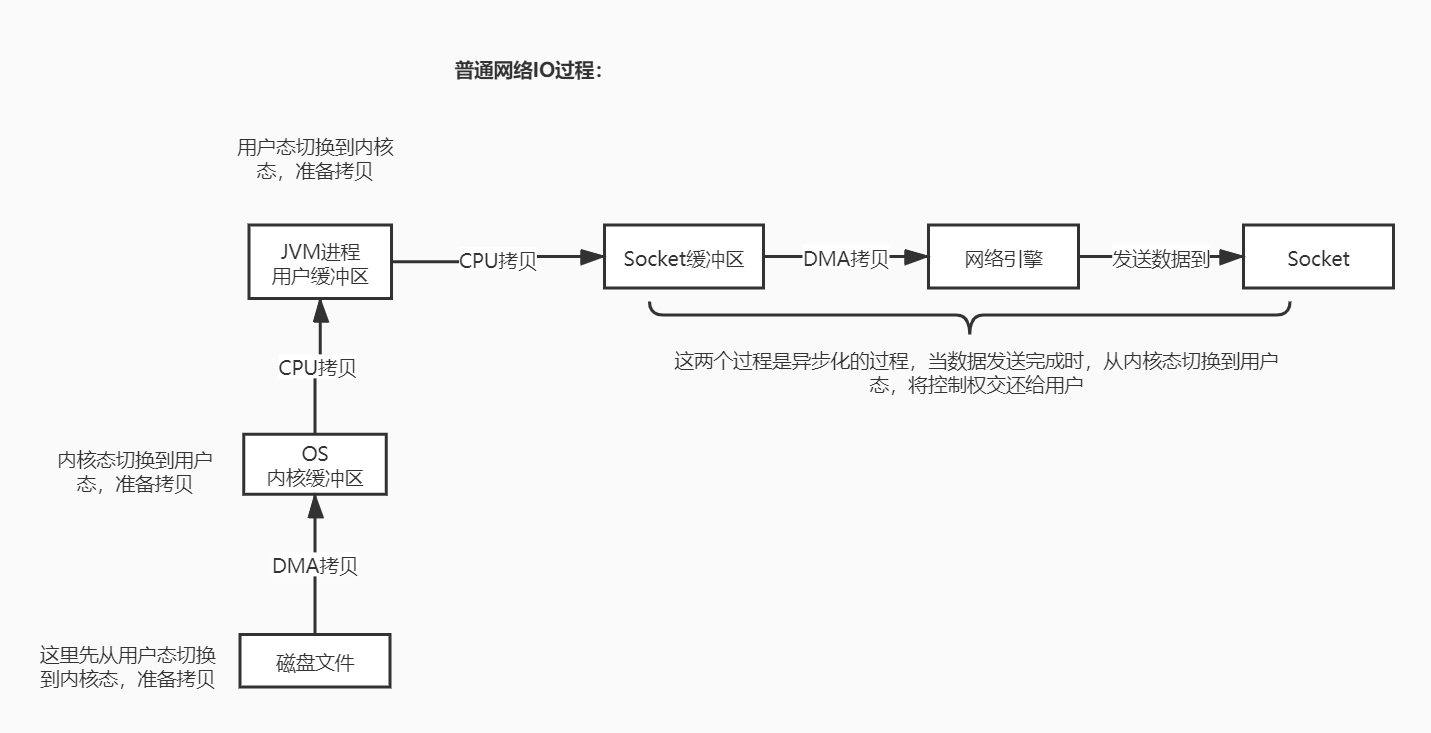 普通网络IO过程：
用户态切换到内核
态，准备拷贝
JVM进程
用户缓冲区
CPU拷贝
Socket缓冲区
DMA拷贝
网络引擎
发送数据到
Socket
这两个过程是异步化的过程，当数据发送完成时，从内核态切换到用户
态，将控制权交还给用户
CPU拷贝
内核态切换到用户
态，准备拷贝
OS
内核缓冲区
DMA拷贝
这里先从用户态切换
到内核态，准备拷贝
磁盘文件